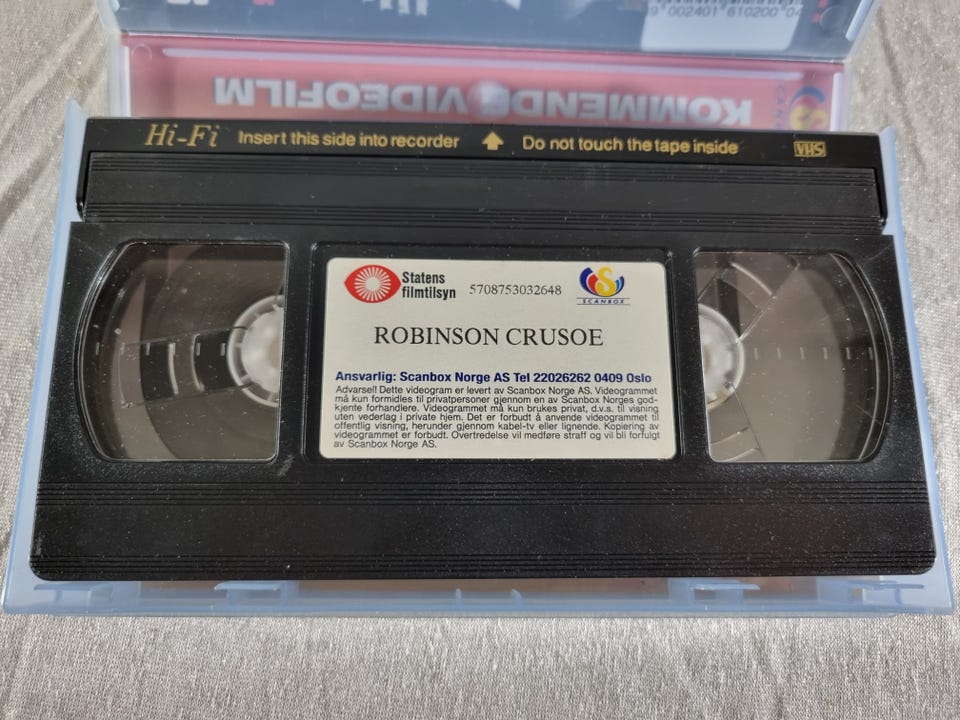 9 002401 610200 04
KOMMENDE VIDEOFILM
Hi-Fi Insert this side into recorder Do not touch the tape inside VHS
Statens
filmtilsyn
5708753032648
SCANBOX
ROBINSON CRUSOE
Ansvarlig: Scanbox Norge AS Tel 22026262 0409 Oslo
Advarsel! Dette videogram er levert av Scanbox Norge AS. Videogrammet
må kun formidles til privatpersoner gjennom en av Scanbox Norges god-
kjente forhandlere. Videogrammet må kun brukes privat, d.v.s. til visning
uten vederlag i private hjem. Det er forbudt å anvende videogrammet til
offentlig visning, herunder gjennom kabel-tv eller lignende. Kopiering av
videogrammet er forbudt. Overtredelse vil medføre straff og vil bli forfulgt
av Scanbox Norge AS.